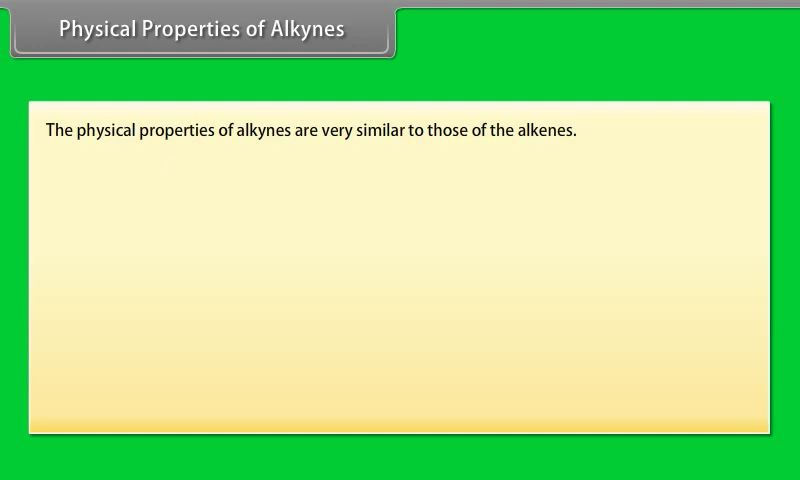 Physical Properties of Alkynes
The physical properties of alkynes are very similar to those of the alkenes.